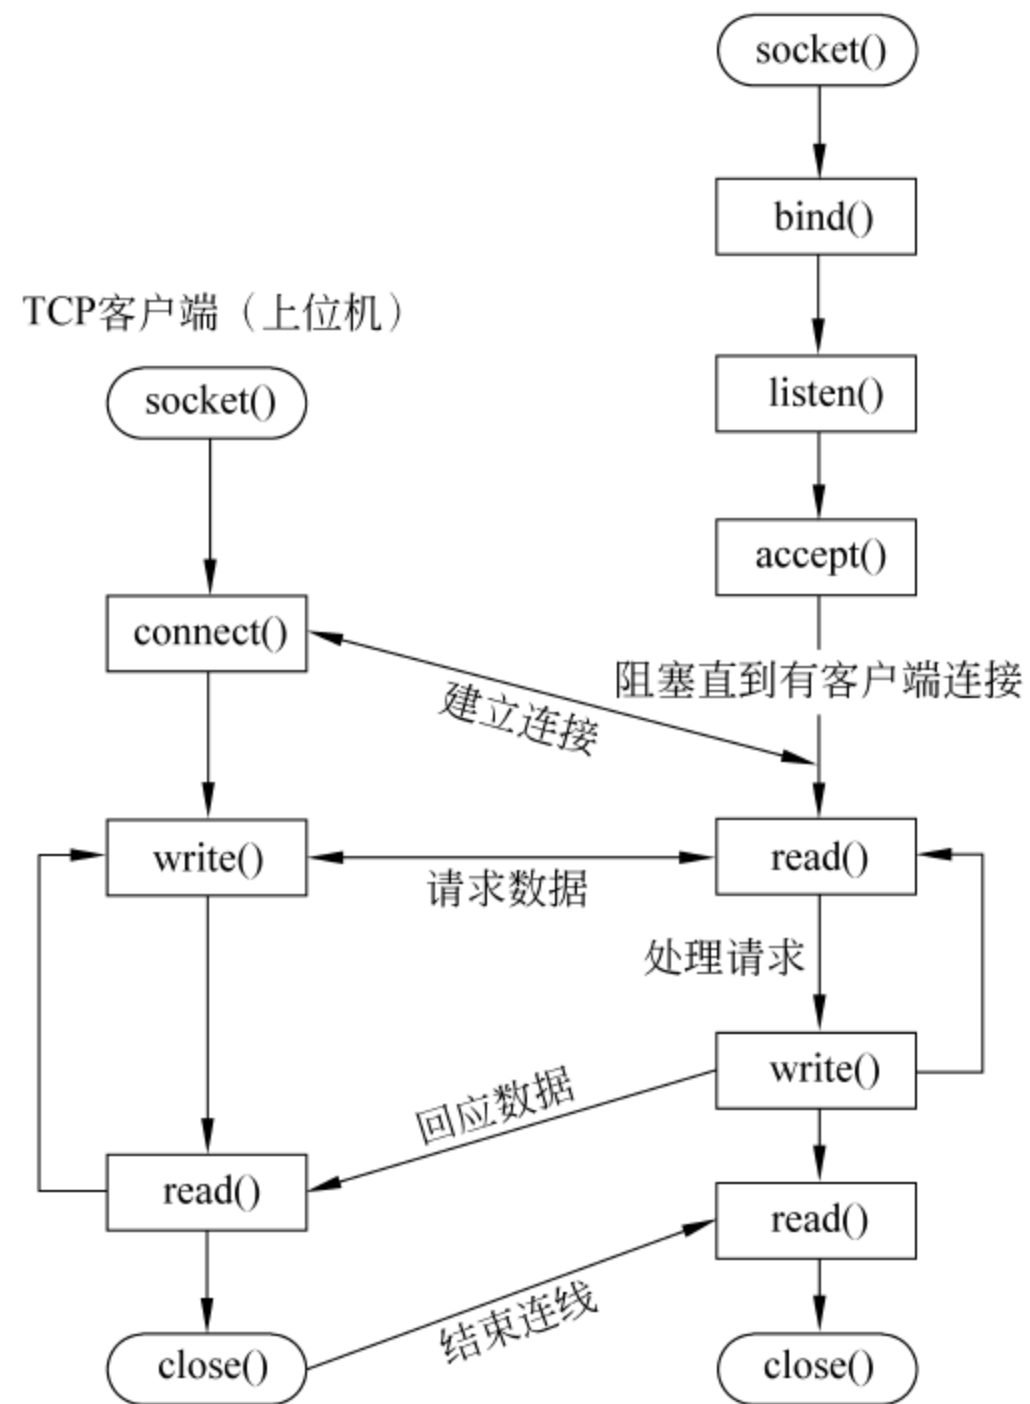 socket()
bind()
TCP客户端（上位机）
listen()
socket()
accept()
connect()
阻塞直到有客户端连接
建立连接
write()
read()
请求数据
处理请求
write()
回应数据
read()
read()
结束连线
close()
close()